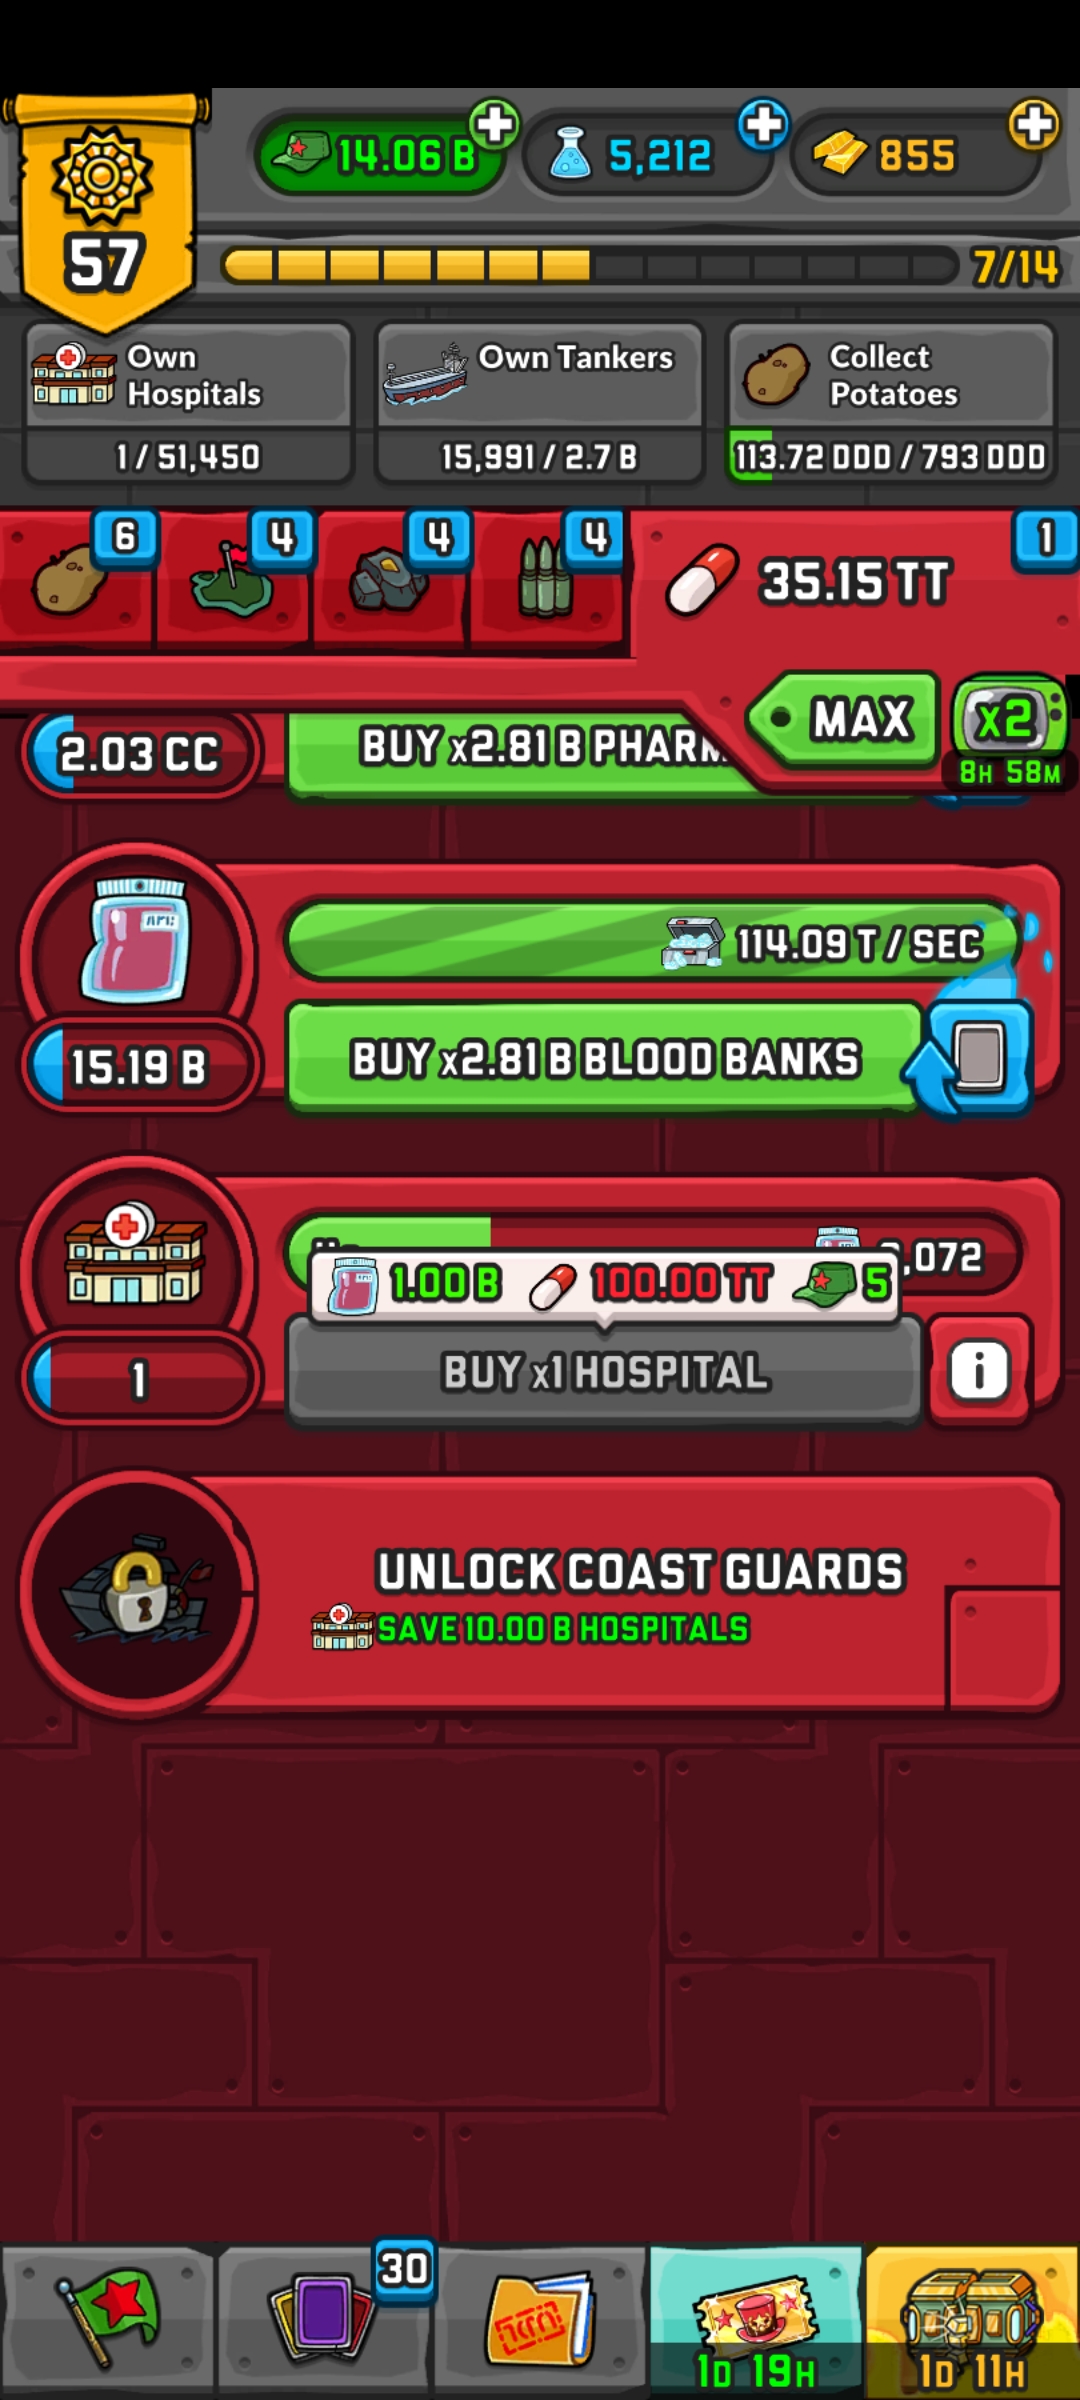 14.06 B
5,212
855
57
7/14
Own
Hospitals
1 / 51,450
Own Tankers
15,991 / 2.7 B
Collect
Potatoes
113.72 DDD / 793 DDD
6
4
4
4
1
35.15 TT
MAX
x2
8H 58M
2.03 CC
BUY x2.81 B PHARM
114.09 T / SEC
15.19 B
BUY x2.81 B BLOOD BANKS
,072
1.00 B
100.00 TT
5
1
BUY x1 HOSPITAL
i
UNLOCK COAST GUARDS
SAVE 10.00 B HOSPITALS
30
1D 19H
1D 11H